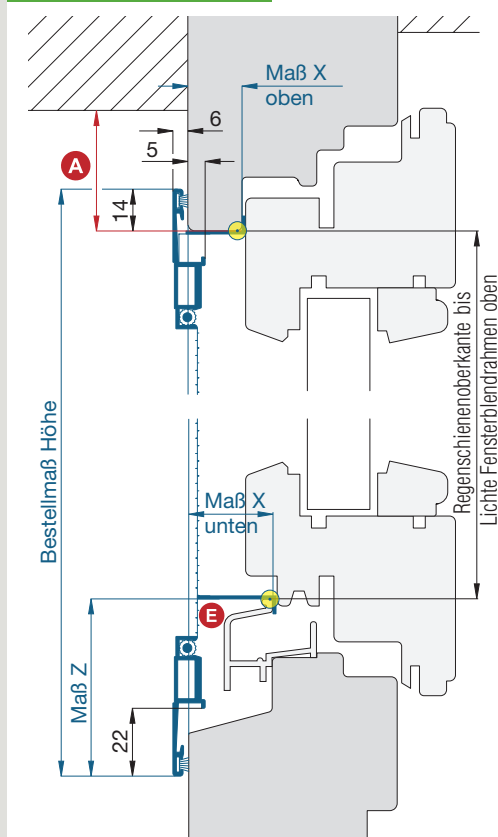 Maß X
oben
6
5
A
14
Regenschienenoberkante bis
Lichte Fensterblendrahmen oben
Bestellmaß Höhe
Maß X
unten
E
Maß Z
22